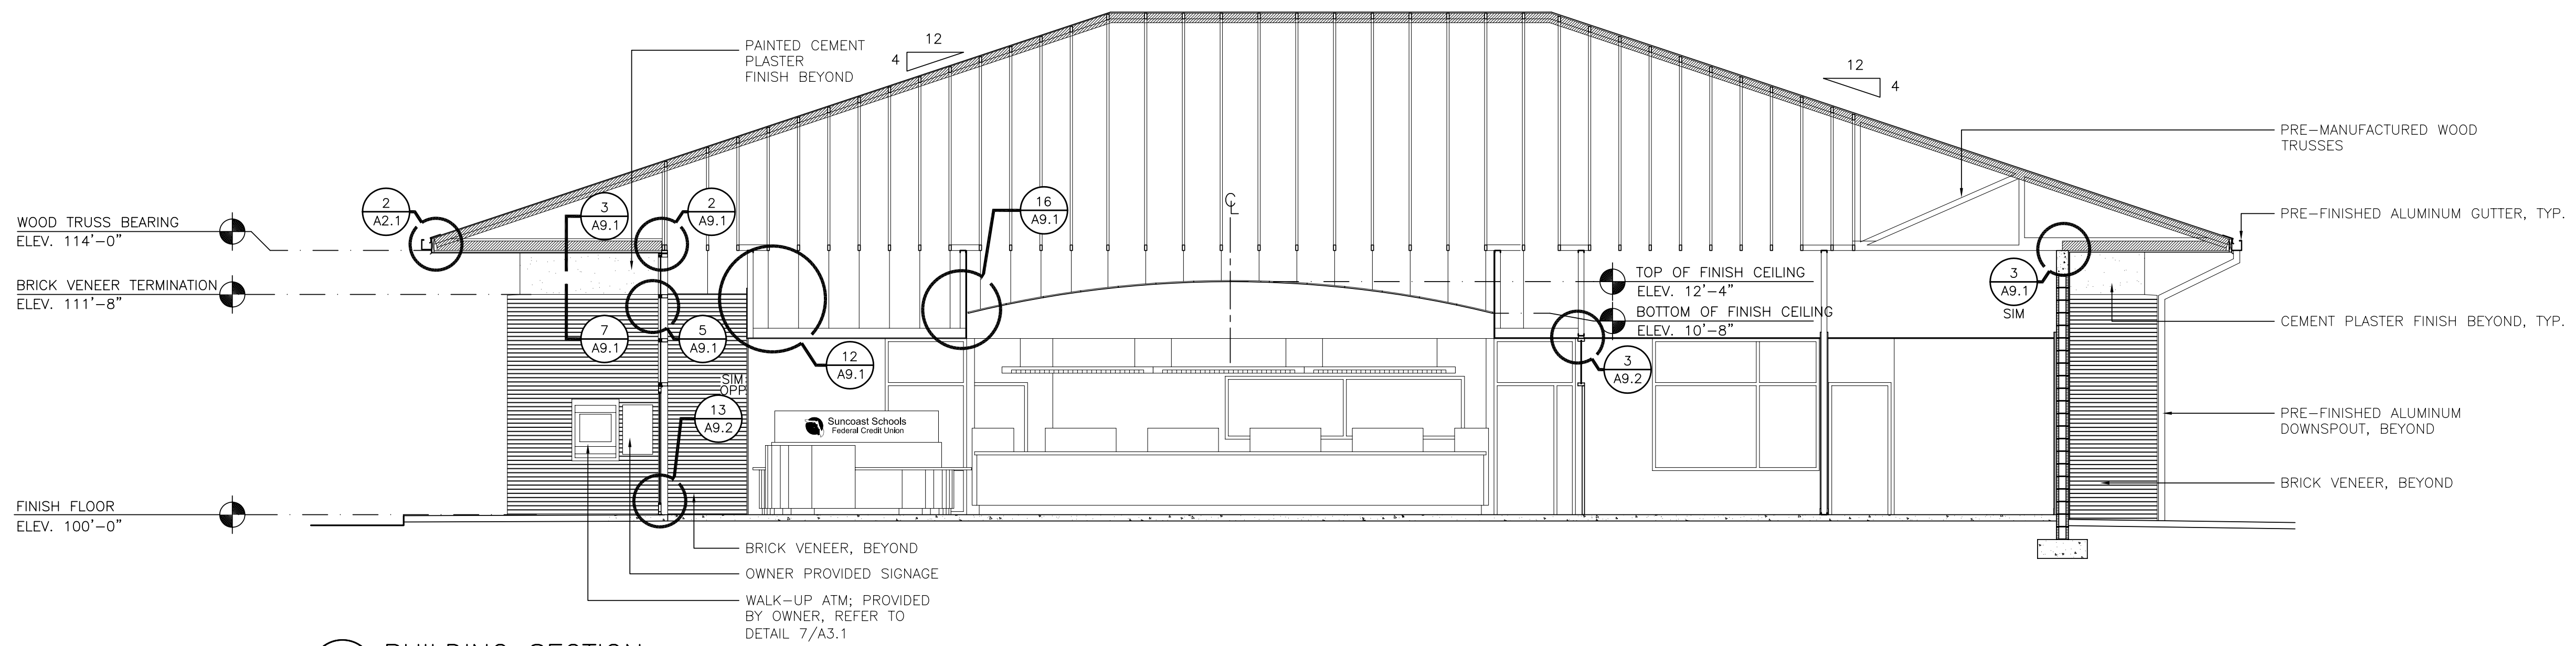 PAINTED CEMENT
PLASTER
FINISH BEYOND
12
4
12
4
PRE-MANUFACTURED WOOD
TRUSSES
2
A2.1
3
A9.1
2
A9.1
16
A9.1
℄
WOOD TRUSS BEARING
ELEV. 114'-0"
PRE-FINISHED ALUMINUM GUTTER, TYP.
BRICK VENEER TERMINATION
ELEV. 111'-8"
TOP OF FINISH CEILING
ELEV. 12'-4"
BOTTOM OF FINISH CEILING
ELEV. 10'-8"
3
A9.1
SIM
CEMENT PLASTER FINISH BEYOND, TYP.
7
A9.1
5
A9.1
12
A9.1
3
A9.2
SIM
OPP
13
A9.2
Suncoast Schools
Federal Credit Union
PRE-FINISHED ALUMINUM
DOWNSPOUT, BEYOND
BRICK VENEER, BEYOND
FINISH FLOOR
ELEV. 100'-0"
BRICK VENEER, BEYOND
OWNER PROVIDED SIGNAGE
WALK-UP ATM; PROVIDED
BY OWNER, REFER TO
DETAIL 7/A3.1
BUILDING SECTION